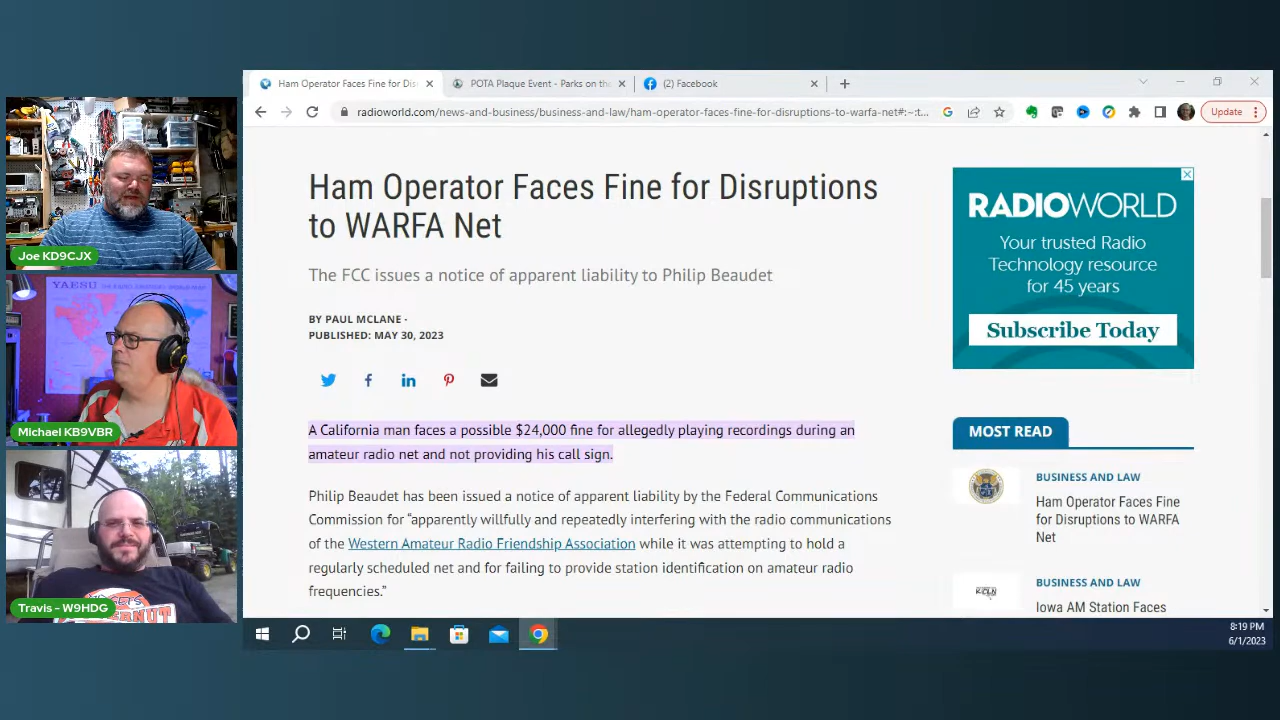 Ham Operator Faces Fine for Dis
POTA Plaque Event - Parks on th
(2) Facebook
radioworld.com/news-and-business/business-and-law/ham-operator-faces-fine-for-disruptions-to-warfa-net#:~:t...
Update
Joe KD9CJX
YAESU
Michael KB9VBR
Travis - W9HDG
Ham Operator Faces Fine for Disruptions
to WARFA Net
The FCC issues a notice of apparent liability to Philip Beaudet
BY PAUL MCLANE -
PUBLISHED: MAY 30, 2023
A California man faces a possible $24,000 fine for allegedly playing recordings during an
amateur radio net and not providing his call sign.
Philip Beaudet has been issued a notice of apparent liability by the Federal Communications
Commission for “apparently willfully and repeatedly interfering with the radio communications
of the Western Amateur Radio Friendship Association while it was attempting to hold a
regularly scheduled net and for failing to provide station identification on amateur radio
frequencies.”
RADIOWORLD
Your trusted Radio
Technology resource
for 45 years
Subscribe Today
MOST READ
BUSINESS AND LAW
Ham Operator Faces Fine
for Disruptions to WARFA
Net
BUSINESS AND LAW
Iowa AM Station Faces
8:19 PM
6/1/2023